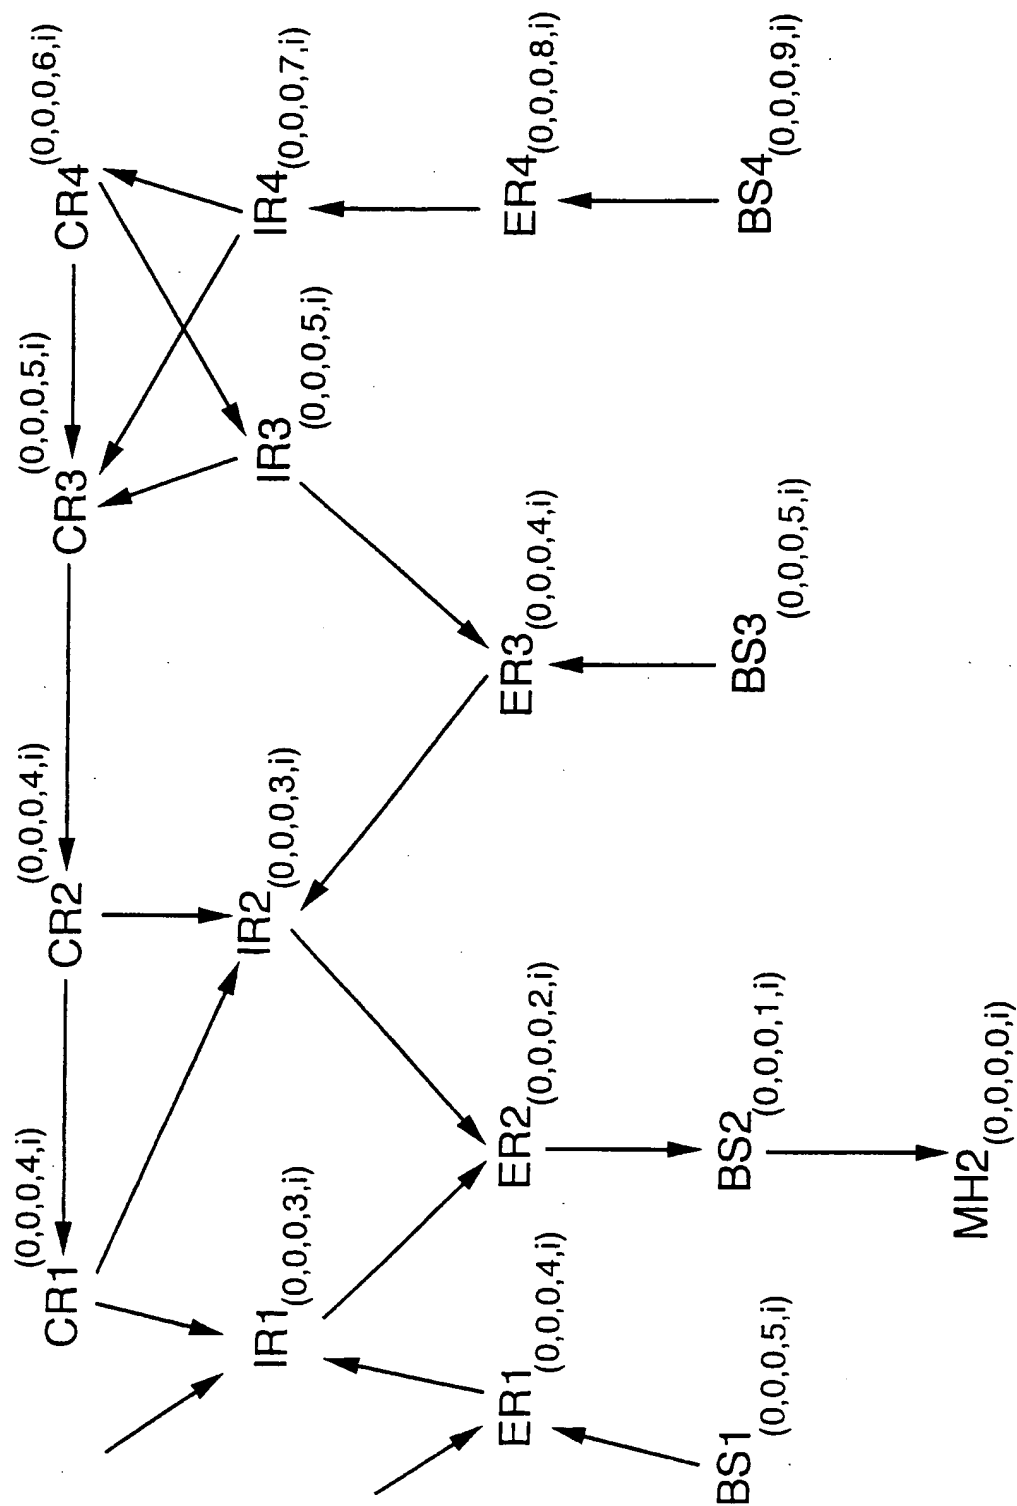 CR1 (0,0,0,4,i)
CR2 (0,0,0,4,i)
CR3 (0,0,0,5,i)
CR4 (0,0,0,6,i)
IR1 (0,0,0,3,i)
IR2 (0,0,0,3,i)
IR3 (0,0,0,5,i)
IR4 (0,0,0,7,i)
ER1 (0,0,0,4,i)
ER2 (0,0,0,2,i)
ER3 (0,0,0,4,i)
ER4 (0,0,0,8,i)
BS1 (0,0,0,5,i)
BS2 (0,0,0,1,i)
BS3 (0,0,0,5,i)
BS4 (0,0,0,9,i)
MH2 (0,0,0,0,i)